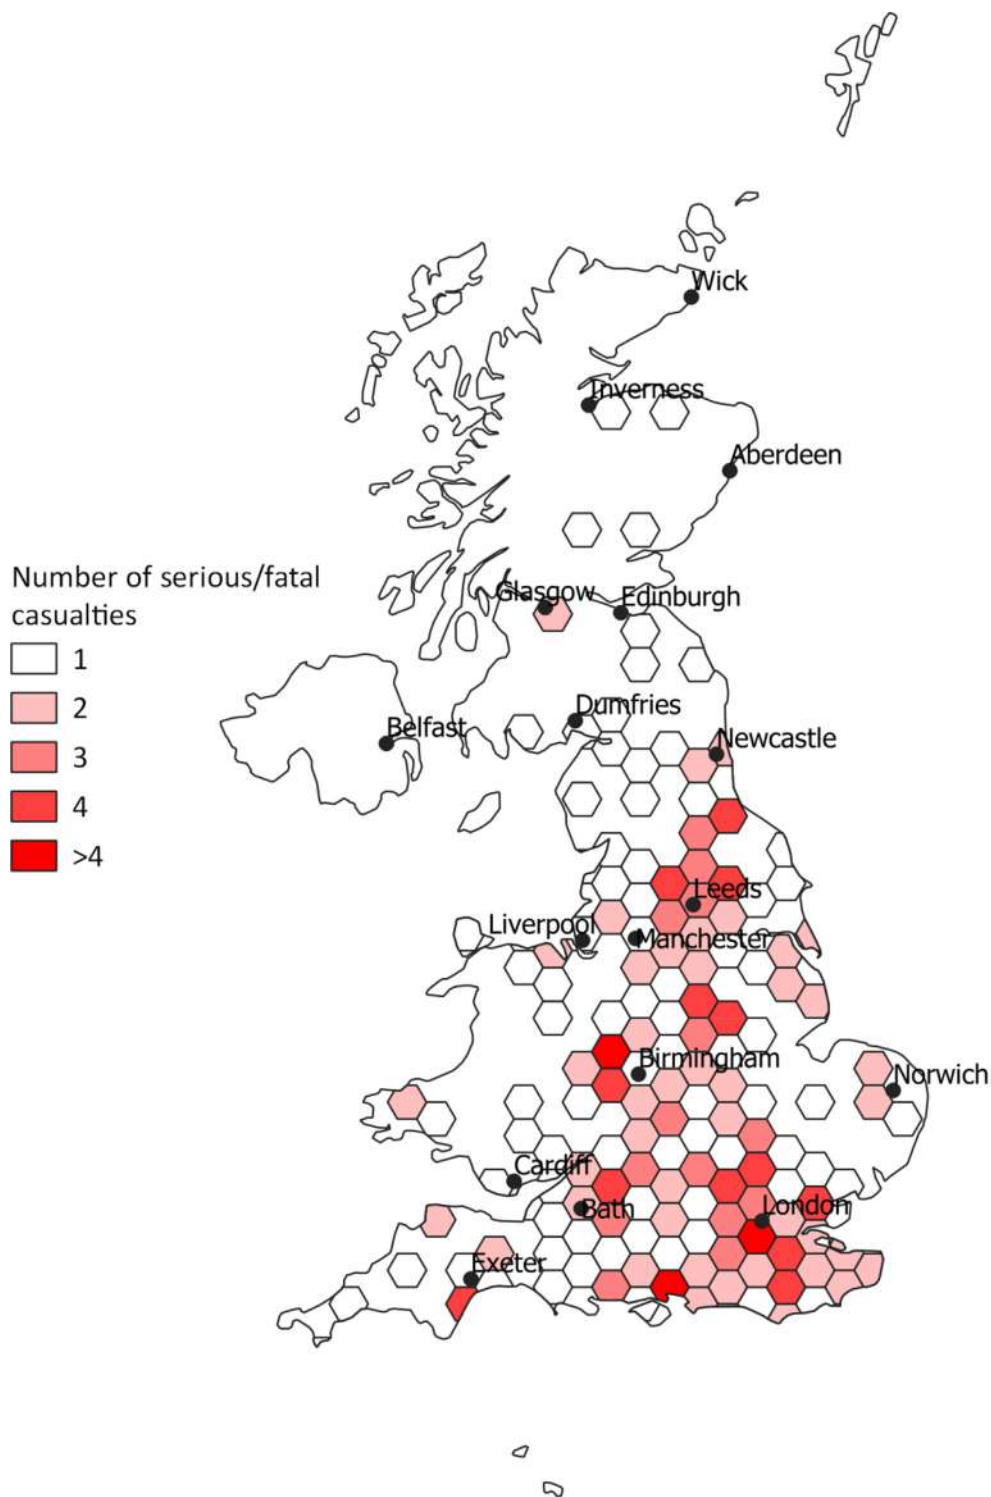 Wick
Inverness
Aberdeen
Number of serious/fatal
casualties
1
2
3
4
>4
Glasgow
Edinburgh
Dumfries
Belfast
Newcastle
Leeds
Liverpool
Manchester
Birmingham
Norwich
Cardiff
Bath
London
Exeter